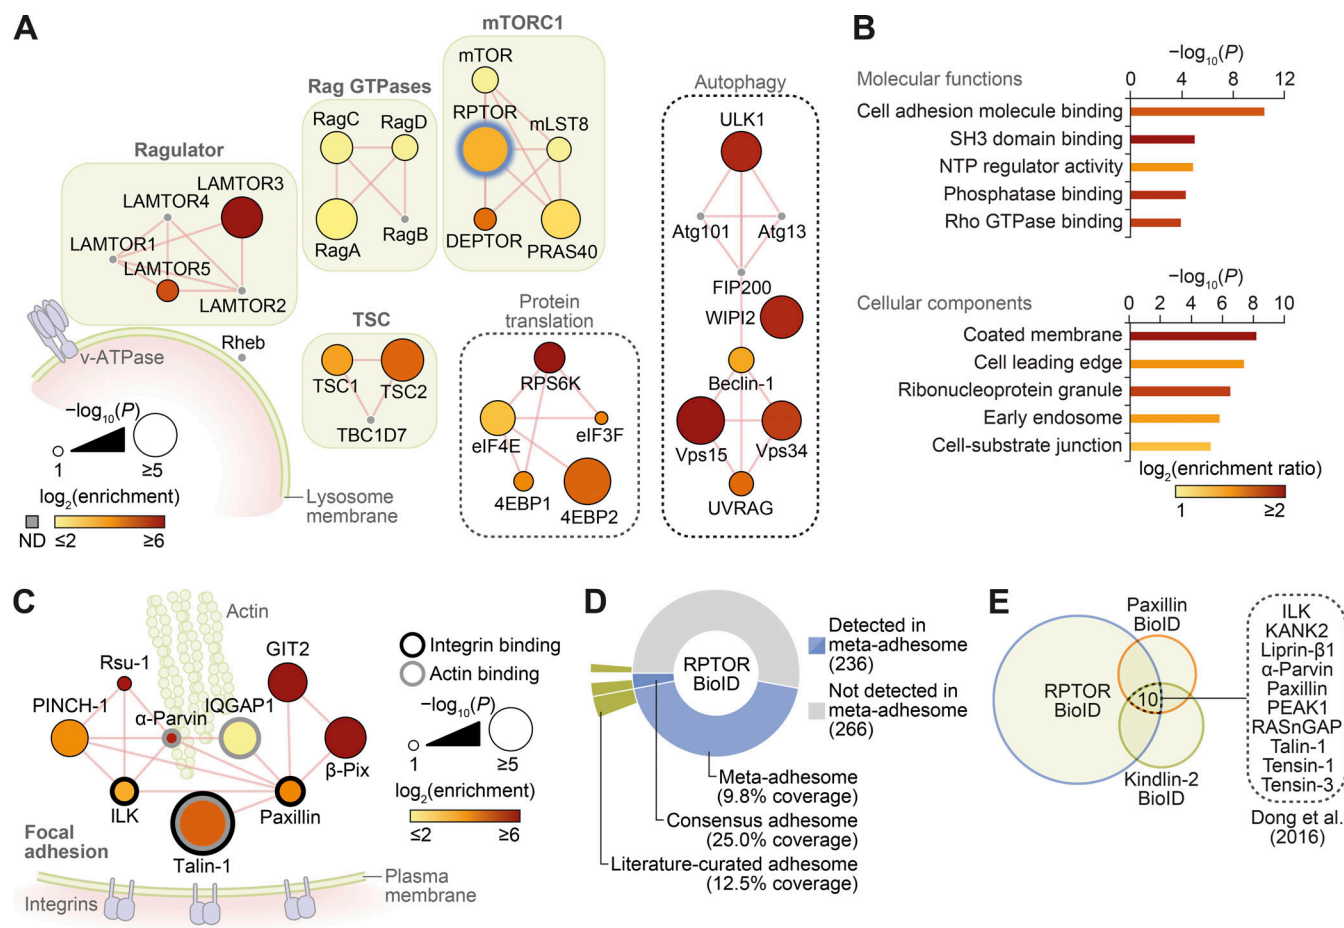 A
Ragulator
LAMTOR3
LAMTOR4
LAMTOR1
LAMTOR5
LAMTOR2
Rag GTPases
RagC
RagD
RagA
RagB
mTORC1
mTOR
RPTOR
mLST8
DEPTOR
PRAS40
Autophagy
ULK1
Atg101
Atg13
FIP200
WIPI2
Beclin-1
Vps15
Vps34
UVRAG
v-ATPase
Rheb
TSC
TSC1
TSC2
TBC1D7
Protein
translation
RPS6K
eIF4E
eIF3F
4EBP1
4EBP2
−log10(P)
1
≥5
log2(enrichment)
ND
≤2
≥6
Lysosome
membrane
B
−log10(P)
Molecular functions
0 4 8 12
Cell adhesion molecule binding
SH3 domain binding
NTP regulator activity
Phosphatase binding
Rho GTPase binding
−log10(P)
Cellular components
0 2 4 6 8 10
Coated membrane
Cell leading edge
Ribonucleoprotein granule
Early endosome
Cell-substrate junction
log2(enrichment ratio)
1
≥2
C
Actin
Rsu-1
GIT2
PINCH-1
α-Parvin
IQGAP1
β-Pix
ILK
Paxillin
Talin-1
Focal
adhesion
Integrins
Plasma
membrane
Integrin binding
Actin binding
−log10(P)
1
≥5
log2(enrichment)
≤2
≥6
D
RPTOR
BioID
Detected in
meta-adhesome
(236)
Not detected in
meta-adhesome
(266)
Meta-adhesome
(9.8% coverage)
Consensus adhesome
(25.0% coverage)
Literature-curated adhesome
(12.5% coverage)
E
Paxillin
BioID
RPTOR
BioID
10
Kindlin-2
BioID
ILK
KANK2
Liprin-β1
α-Parvin
Paxillin
PEAK1
RASnGAP
Talin-1
Tensin-1
Tensin-3
Dong et al.
(2016)